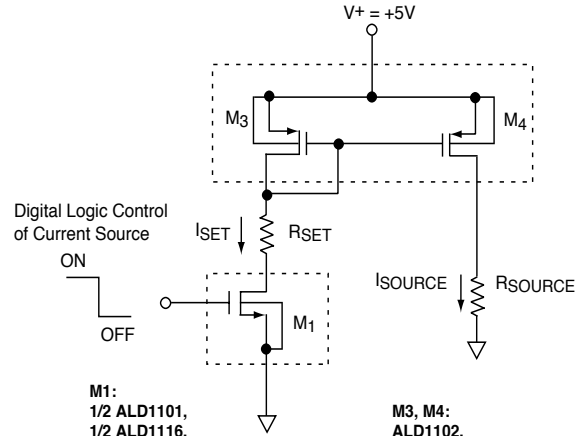 V+ = +5V
M3
M4
Digital Logic Control
of Current Source
ON
OFF
ISET
RSET
ISOURCE
RSOURCE
M1
M1:
1/2 ALD1101,
1/2 ALD1116,
M3, M4:
ALD1102,